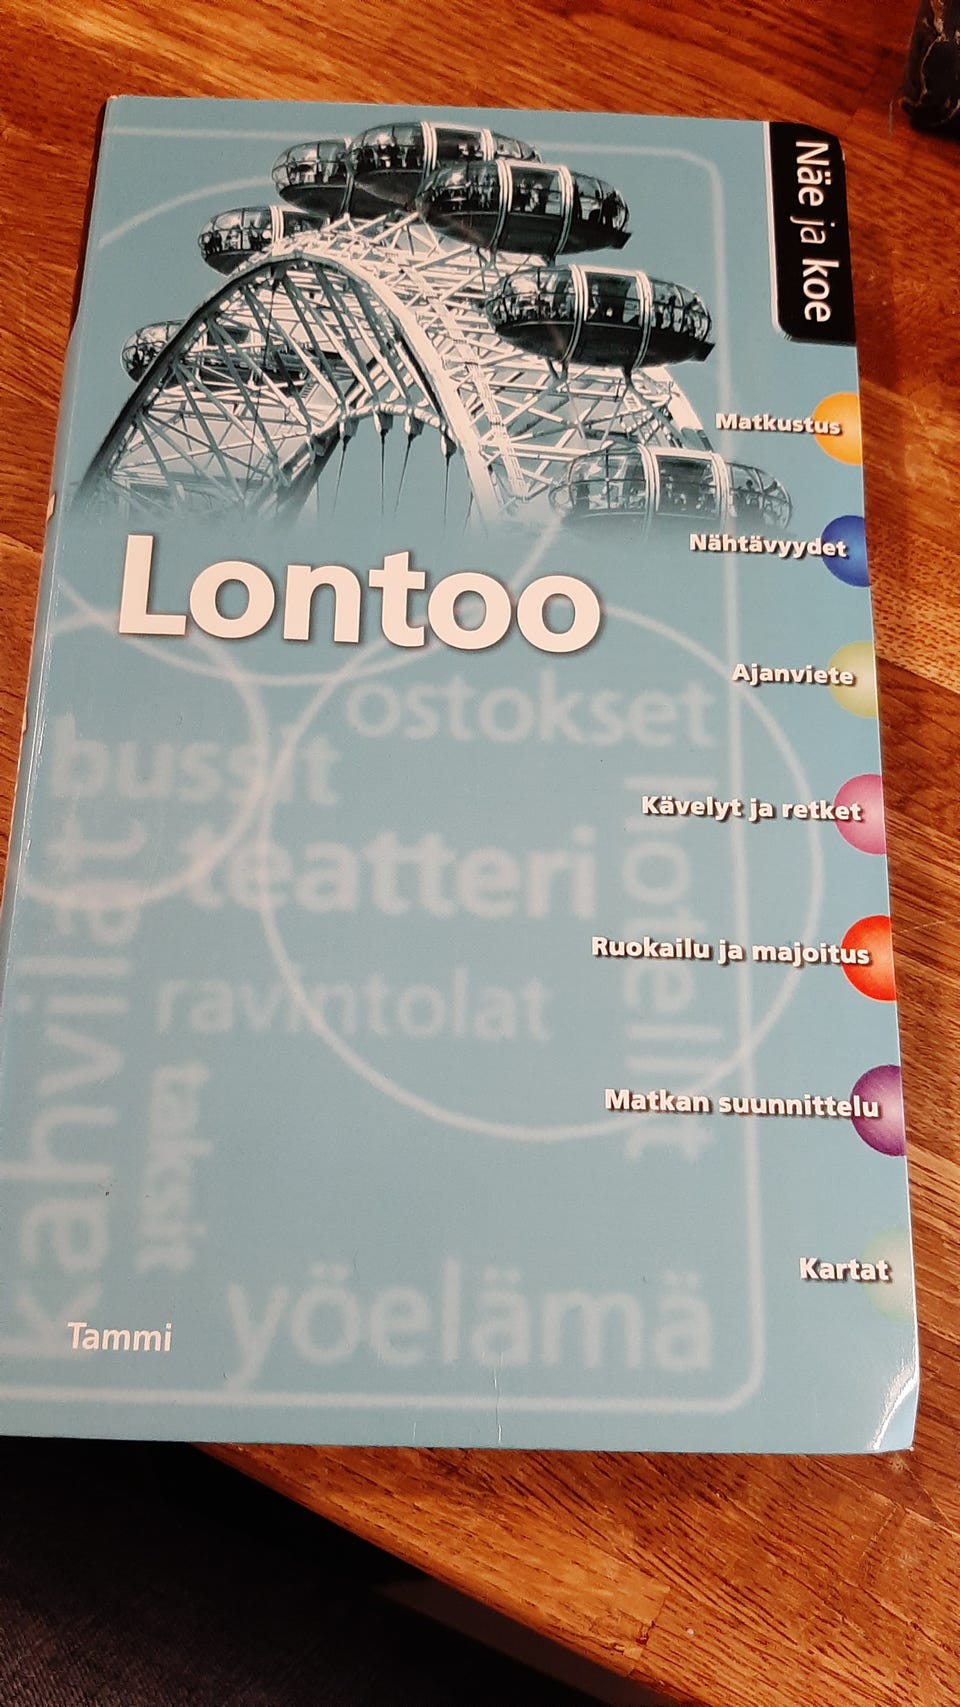 Näe ja koe
Matkustus
Nähtävyydet
Lontoo
Ajanviete
ostokset
bussit
Kävelyt ja retket
teatteri
hotellit
kahvilat
Ruokailu ja majoitus
ravintolat
taksit
Matkan suunnittelu
Kartat
yöelämä
Tammi